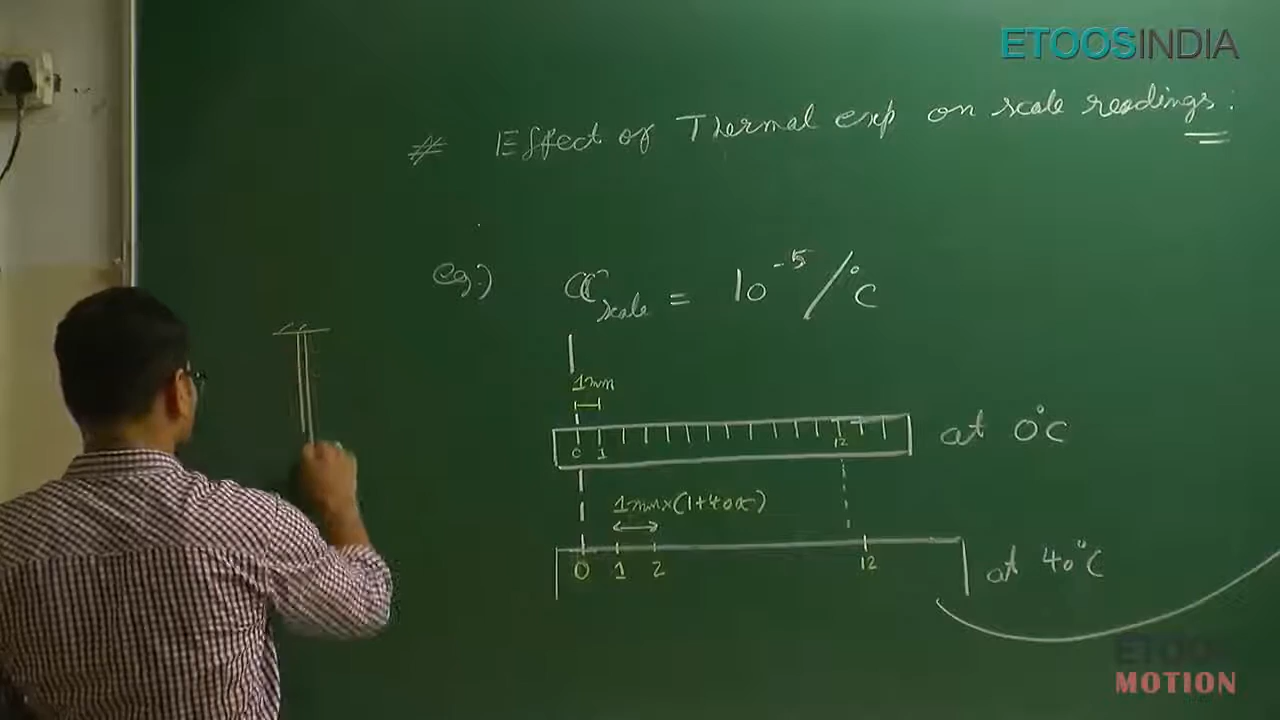 ETOOSINDIA
# Effect of Thermal exp on scale readings:
eg.) α scale = 10⁻⁵/°C
1mm
0 1 12
at 0°C
1mm×(1+40α)
0 1 2 12
at 40°C
ETOOS
MOTION